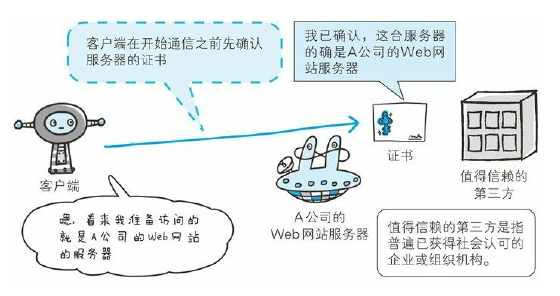 客户端在开始通信之前先确认
服务器的证书
我已确认，这台服务器
的确是A公司的Web网
站服务器
客户端
证书
值得信赖的
第三方
A公司的
Web网站服务器
嗯，看来我准备访问的
就是A公司的Web网站
的服务器
值得信赖的第三方是指
普遍已获得社会认可的
企业或组织机构。